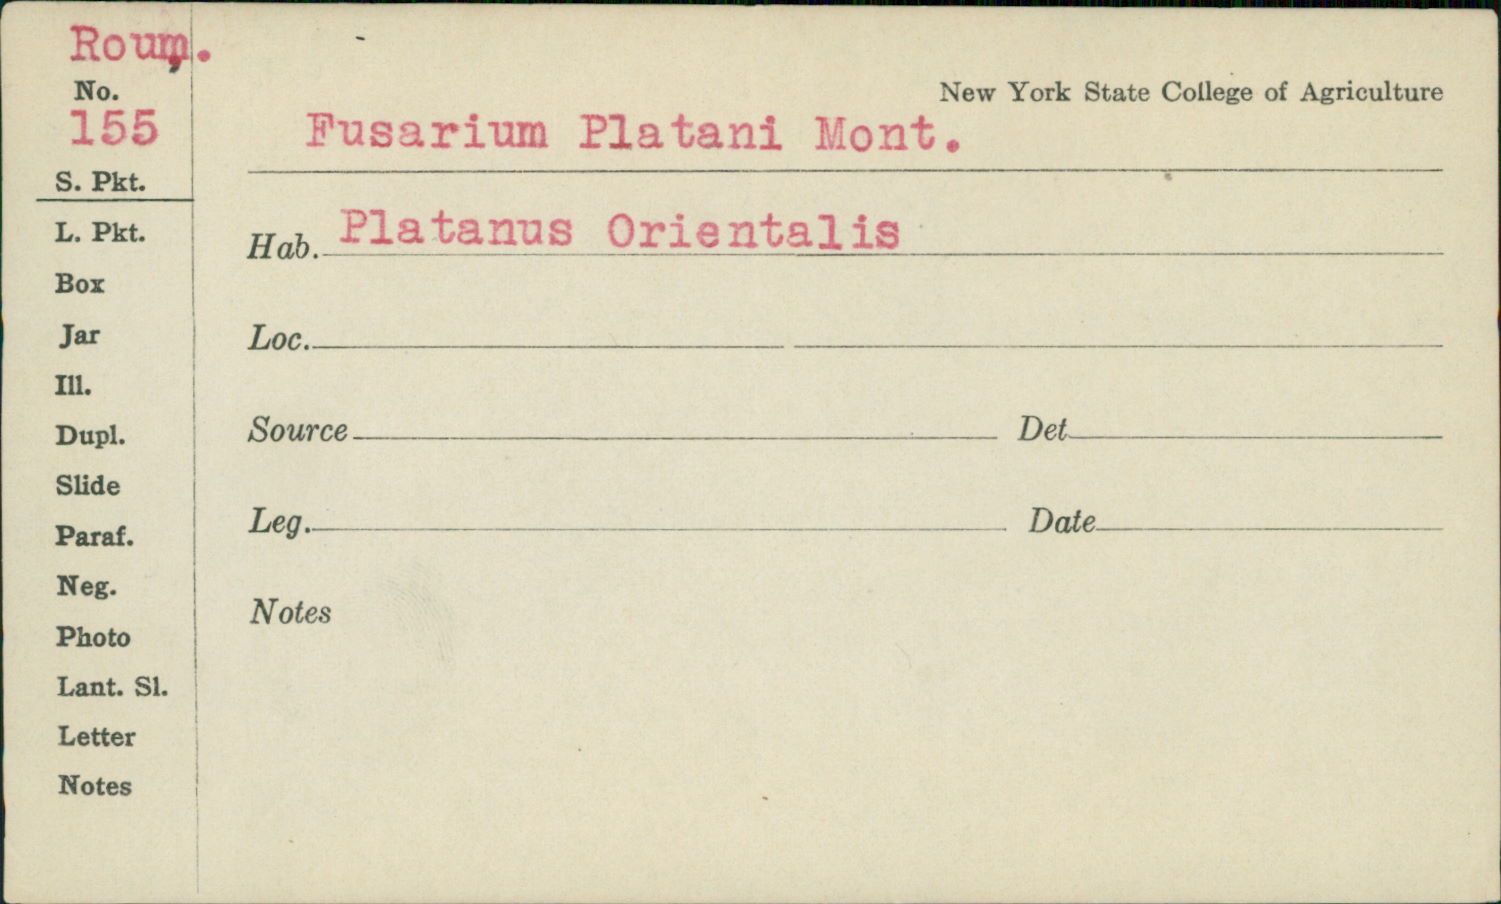 Roum.
No.
155
New York State College of Agriculture
Fusarium Platani Mont.
S. Pkt.
L. Pkt.
Hab. Platanus Orientalis
Box
Jar
Loc.
Ill.
Dupl.
Source Det.
Slide
Leg. Date
Paraf.
Neg.
Notes
Photo
Lant. Sl.
Letter
Notes